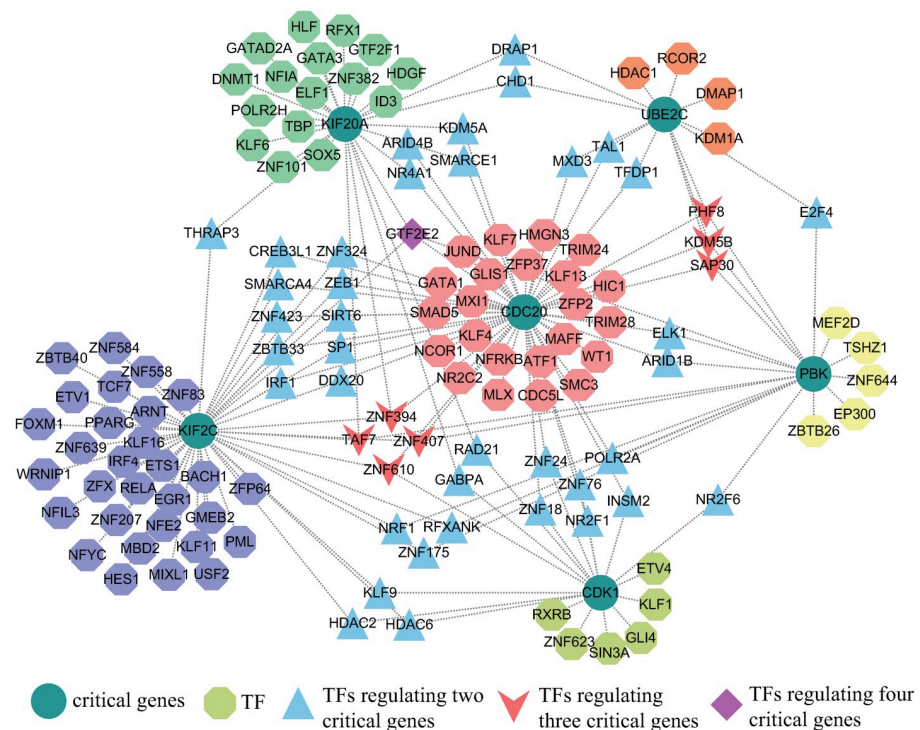 HLF
RFX1
DRAP1
GATAD2A
GTF2F1
GATA3
RCOR2
HDAC1
DNMT1
NFIA
ZNF382
HDGF
CHD1
DMAP1
ELF1
ID3
POLR2H
TBP
KIF20A
UBE2C
KDM5A
KLF6
ARID4B
TAL1
KDM1A
SOX5
SMARCE1
ZNF101
NR4A1
MXD3
TFDP1
PHF8
E2F4
THRAP3
GTF2E2
KLF7
HMGN3
CREB3L1
ZNF324
JUND
TRIM24
KDM5B
ZFP37
SAP30
GLIS1
KLF13
SMARCA4
ZEB1
GATA1
HIC1
MXI1
ZFP2
SMAD5
CDC20
ZNF423
SIRT6
TRIM28
MEF2D
KLF4
MAFF
ELK1
ZBTB33
SP1
NCOR1
NFRKB
ATF1
WT1
TSHZ1
ZNF584
ZBTB40
ARID1B
PBK
ZNF558
NR2C2
ZNF644
IRF1
DDX20
SMC3
TCF7
ZNF83
MLX
CDC5L
ETV1
ARNT
EP300
FOXM1
PPARG
ZNF394
ZBTB26
KIF2C
KLF16
TAF7
ZNF407
ZNF639
RAD21
IRF4
ETS1
ZNF24
POLR2A
WRNIP1
BACH1
ZNF610
ZFX
RELA
ZFP64
GABPA
ZNF76
NFIL3
EGR1
INSM2
NR2F6
ZNF207
GMEB2
ZNF18
NFE2
NRF1
RFXANK
NR2F1
NFYC
MBD2
KLF11
PML
ZNF175
HES1
MIXL1
USF2
ETV4
KLF9
CDK1
KLF1
HDAC2
HDAC6
RXRB
GLI4
ZNF623
SIN3A
critical genes
TF
TFs regulating two
critical genes
TFs regulating
three critical genes
TFs regulating four
critical genes